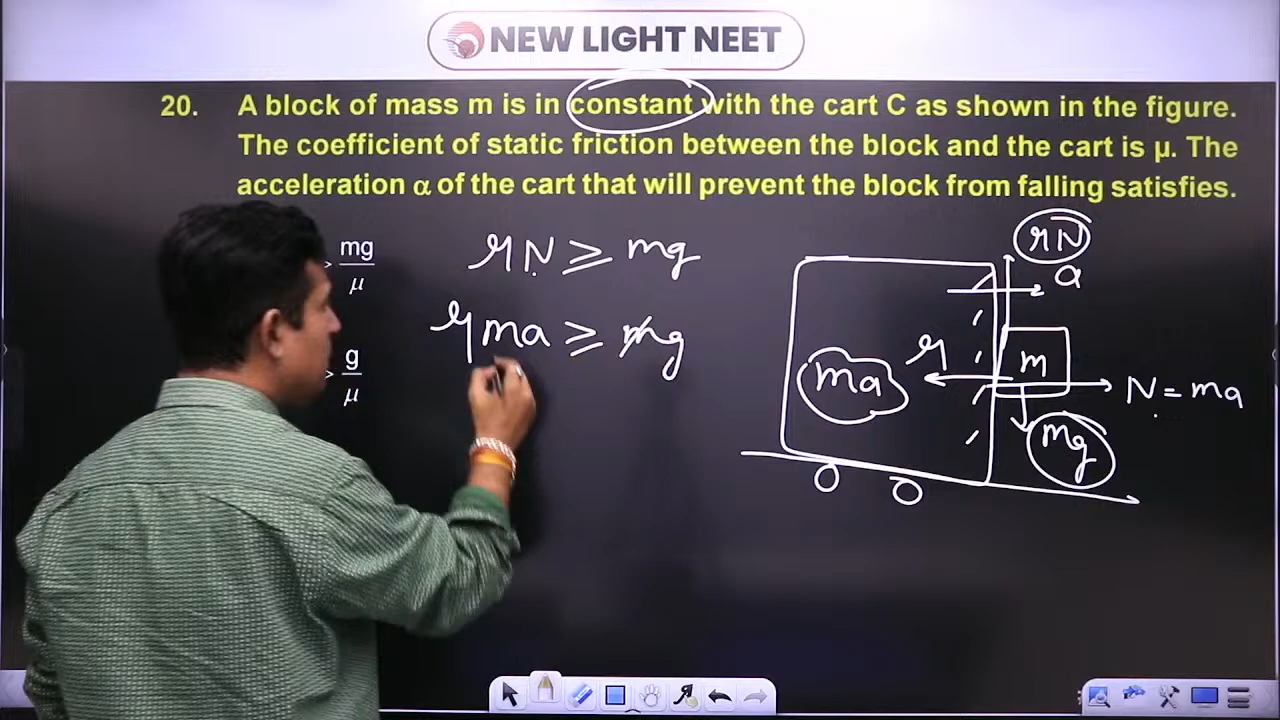 NEW LIGHT NEET
20. A block of mass m is in constant with the cart C as shown in the figure.
The coefficient of static friction between the block and the cart is μ. The
acceleration α of the cart that will prevent the block from falling satisfies.
> mg/μ
> g/μ
μN ≥ mg
μma ≥ mg
μN
a
μ
m
ma
N = ma
mg